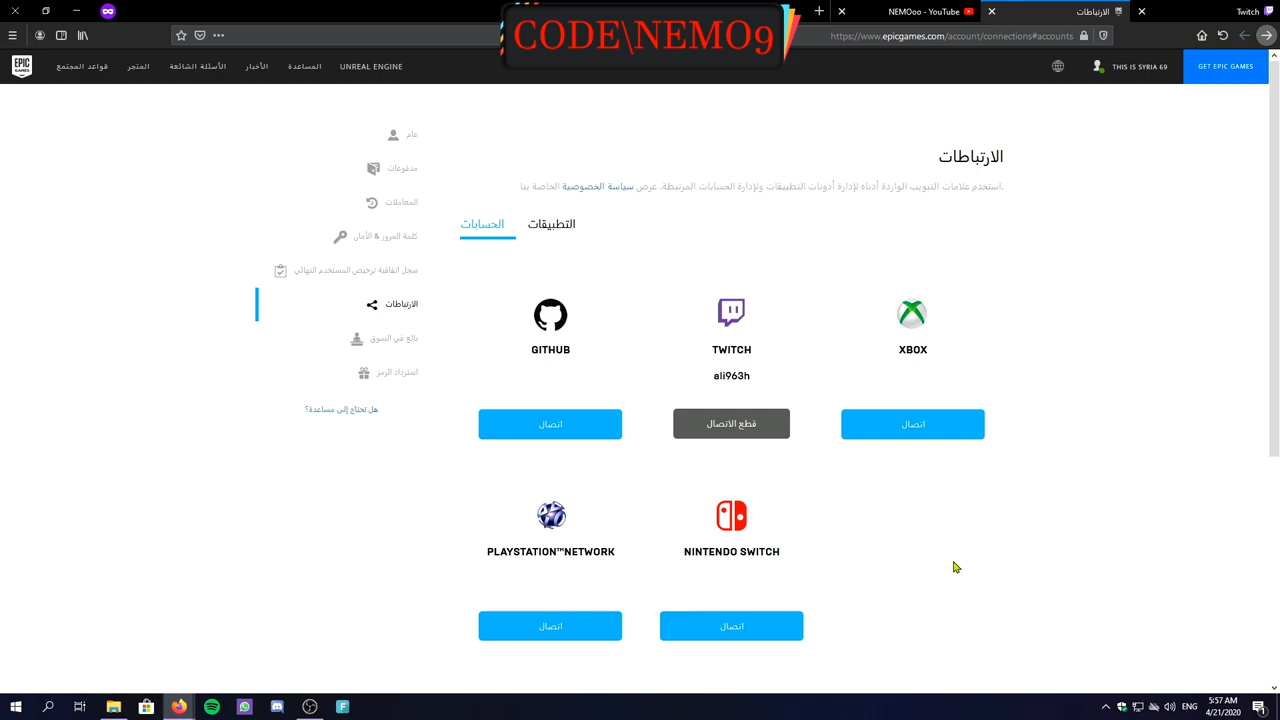 NEMOoo - YouTube
الارتباطات
Twitch
CODE\NEMO9
https://www.epicgames.com/account/connections#accounts
EPIC GAMES
المتجر
الأسئلة الشائعة
الأخبار
المساعدة
UNREAL ENGINE
THIS IS SYRIA 69
GET EPIC GAMES
عام
مدفوعات
المعاملات
كلمة المرور & الأمان
سجل اتفاقية ترخيص المستخدم النهائي
الارتباطات
بائع في السوق
استرداد الرمز
هل تحتاج إلى مساعدة؟
الارتباطات
استخدم علامات التبويب الواردة أدناه لإدارة أذونات التطبيقات ولإدارة الحسابات المرتبطة. عرض سياسة الخصوصية الخاصة بنا.
الحسابات التطبيقات
GITHUB
اتصال
TWITCH
ali963h
قطع الاتصال
XBOX
اتصال
PLAYSTATION™NETWORK
اتصال
NINTENDO SWITCH
اتصال
ENG
5:57 AM
4/21/2020